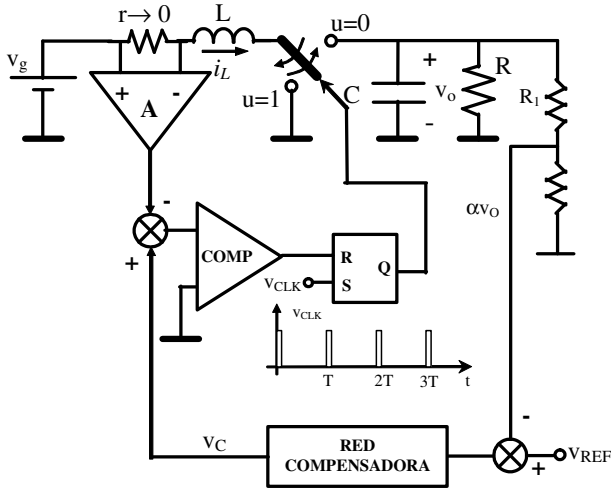 r→ 0
L
u=0
v_g
i_L
+
+ -
A
u=1
C
v_o
-
R
R_1
-
+
COMP
R
Q
S
v_CLK
αv_O
v_CLK
T
2T
3T
t
v_C
RED
COMPENSADORA
-
+
v_REF